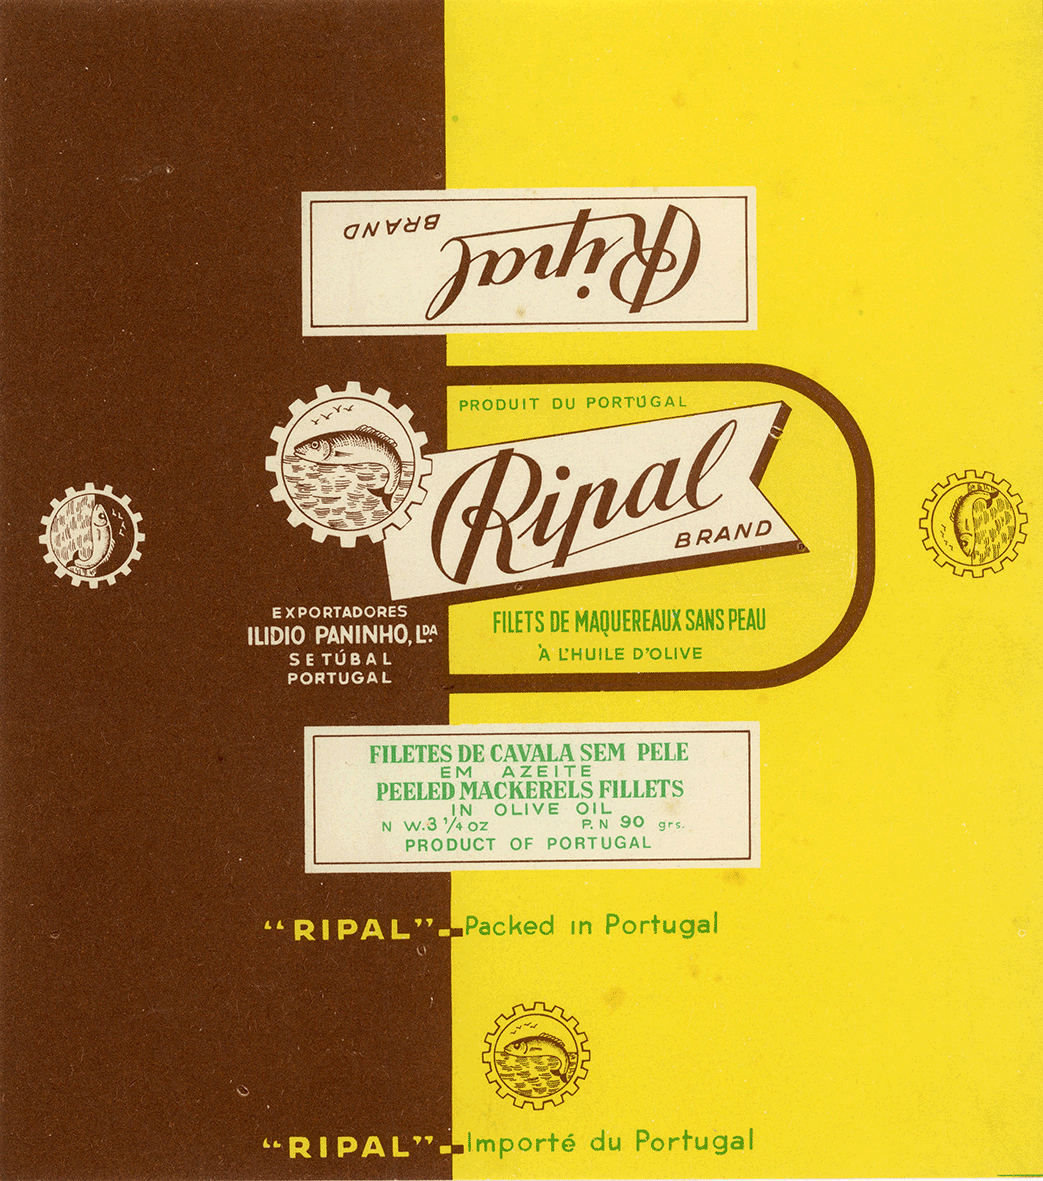 Ripal
BRAND
PRODUIT DU PORTUGAL
Ripal
BRAND
EXPORTADORES
ILIDIO PANINHO, LDA
SETÚBAL
PORTUGAL
FILETS DE MAQUEREAUX SANS PEAU
À L'HUILE D'OLIVE
FILETES DE CAVALA SEM PELE
EM AZEITE
PEELED MACKERELS FILLETS
IN OLIVE OIL
N W. 3 1/4 OZ P. N 90 grs.
PRODUCT OF PORTUGAL
“RIPAL”-Packed in Portugal
“RIPAL”-Importé du Portugal